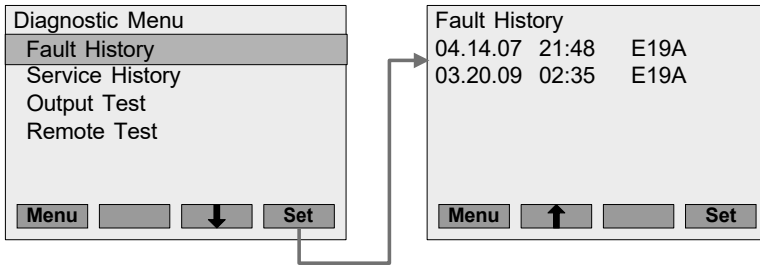 Diagnostic Menu
Fault History
Service History
Output Test
Remote Test
Menu Set
Fault History
04.14.07 21:48 E19A
03.20.09 02:35 E19A
Menu Set